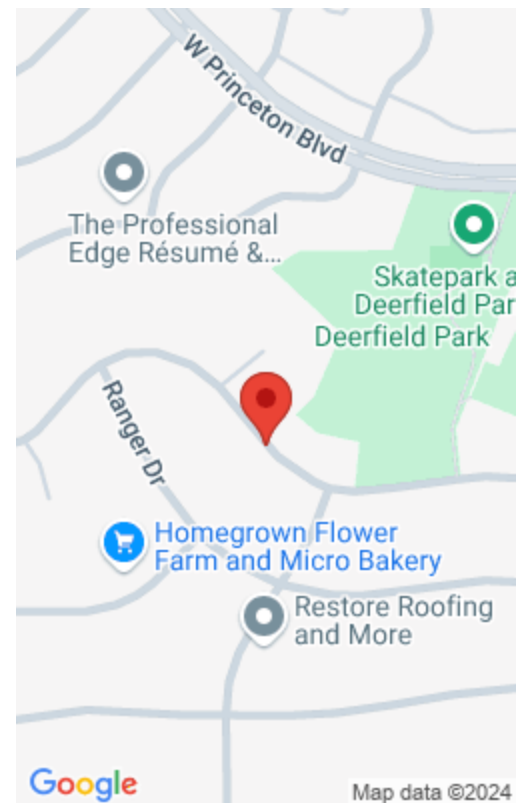 W Princeton Blvd
The Professional
Edge Résumé &...
Skatepark a
Deerfield Par
Deerfield Park
Ranger Dr
Homegrown Flower
Farm and Micro Bakery
Restore Roofing
and More
Google
Map data ©2024